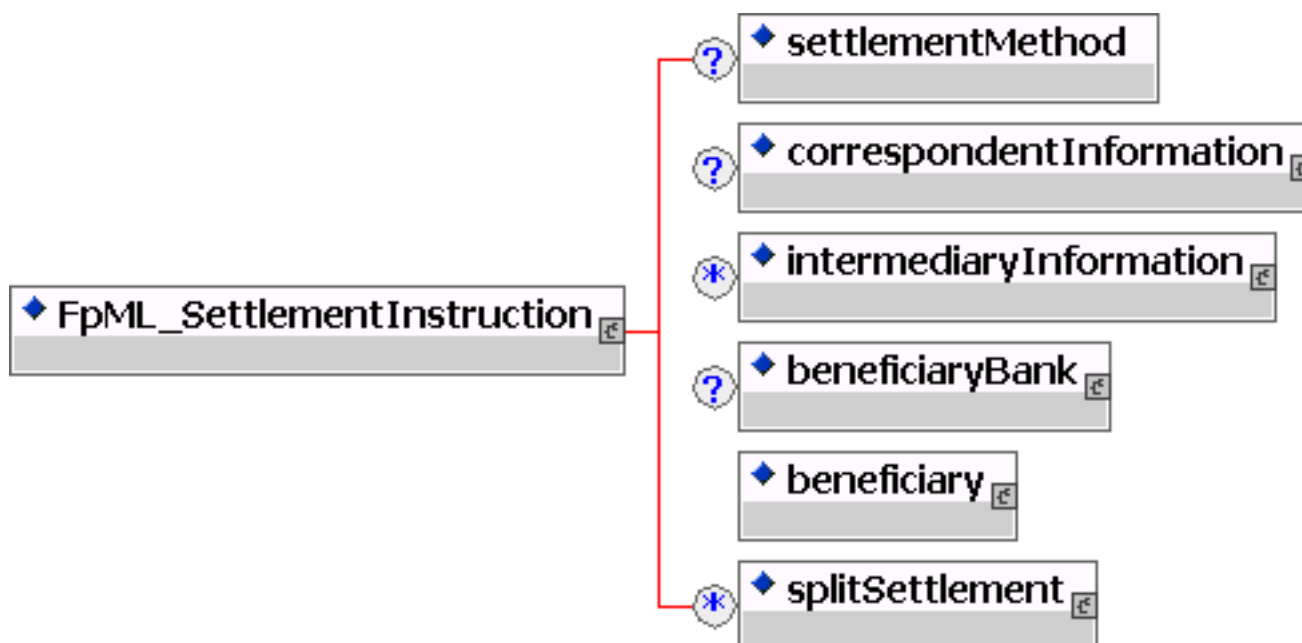 settlementMethod
?
correspondentInformation
?
intermediaryInformation
*
FpML_SettlementInstruction
beneficiaryBank
?
beneficiary
splitSettlement
*